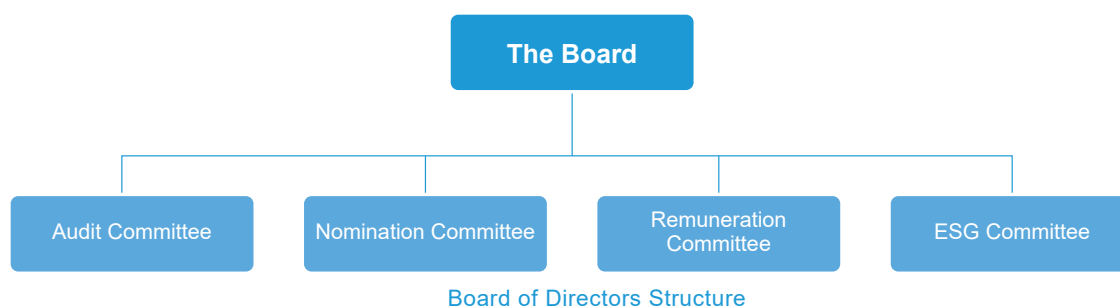 The Board
Audit Committee
Nomination Committee
Remuneration
Committee
ESG Committee
Board of Directors Structure